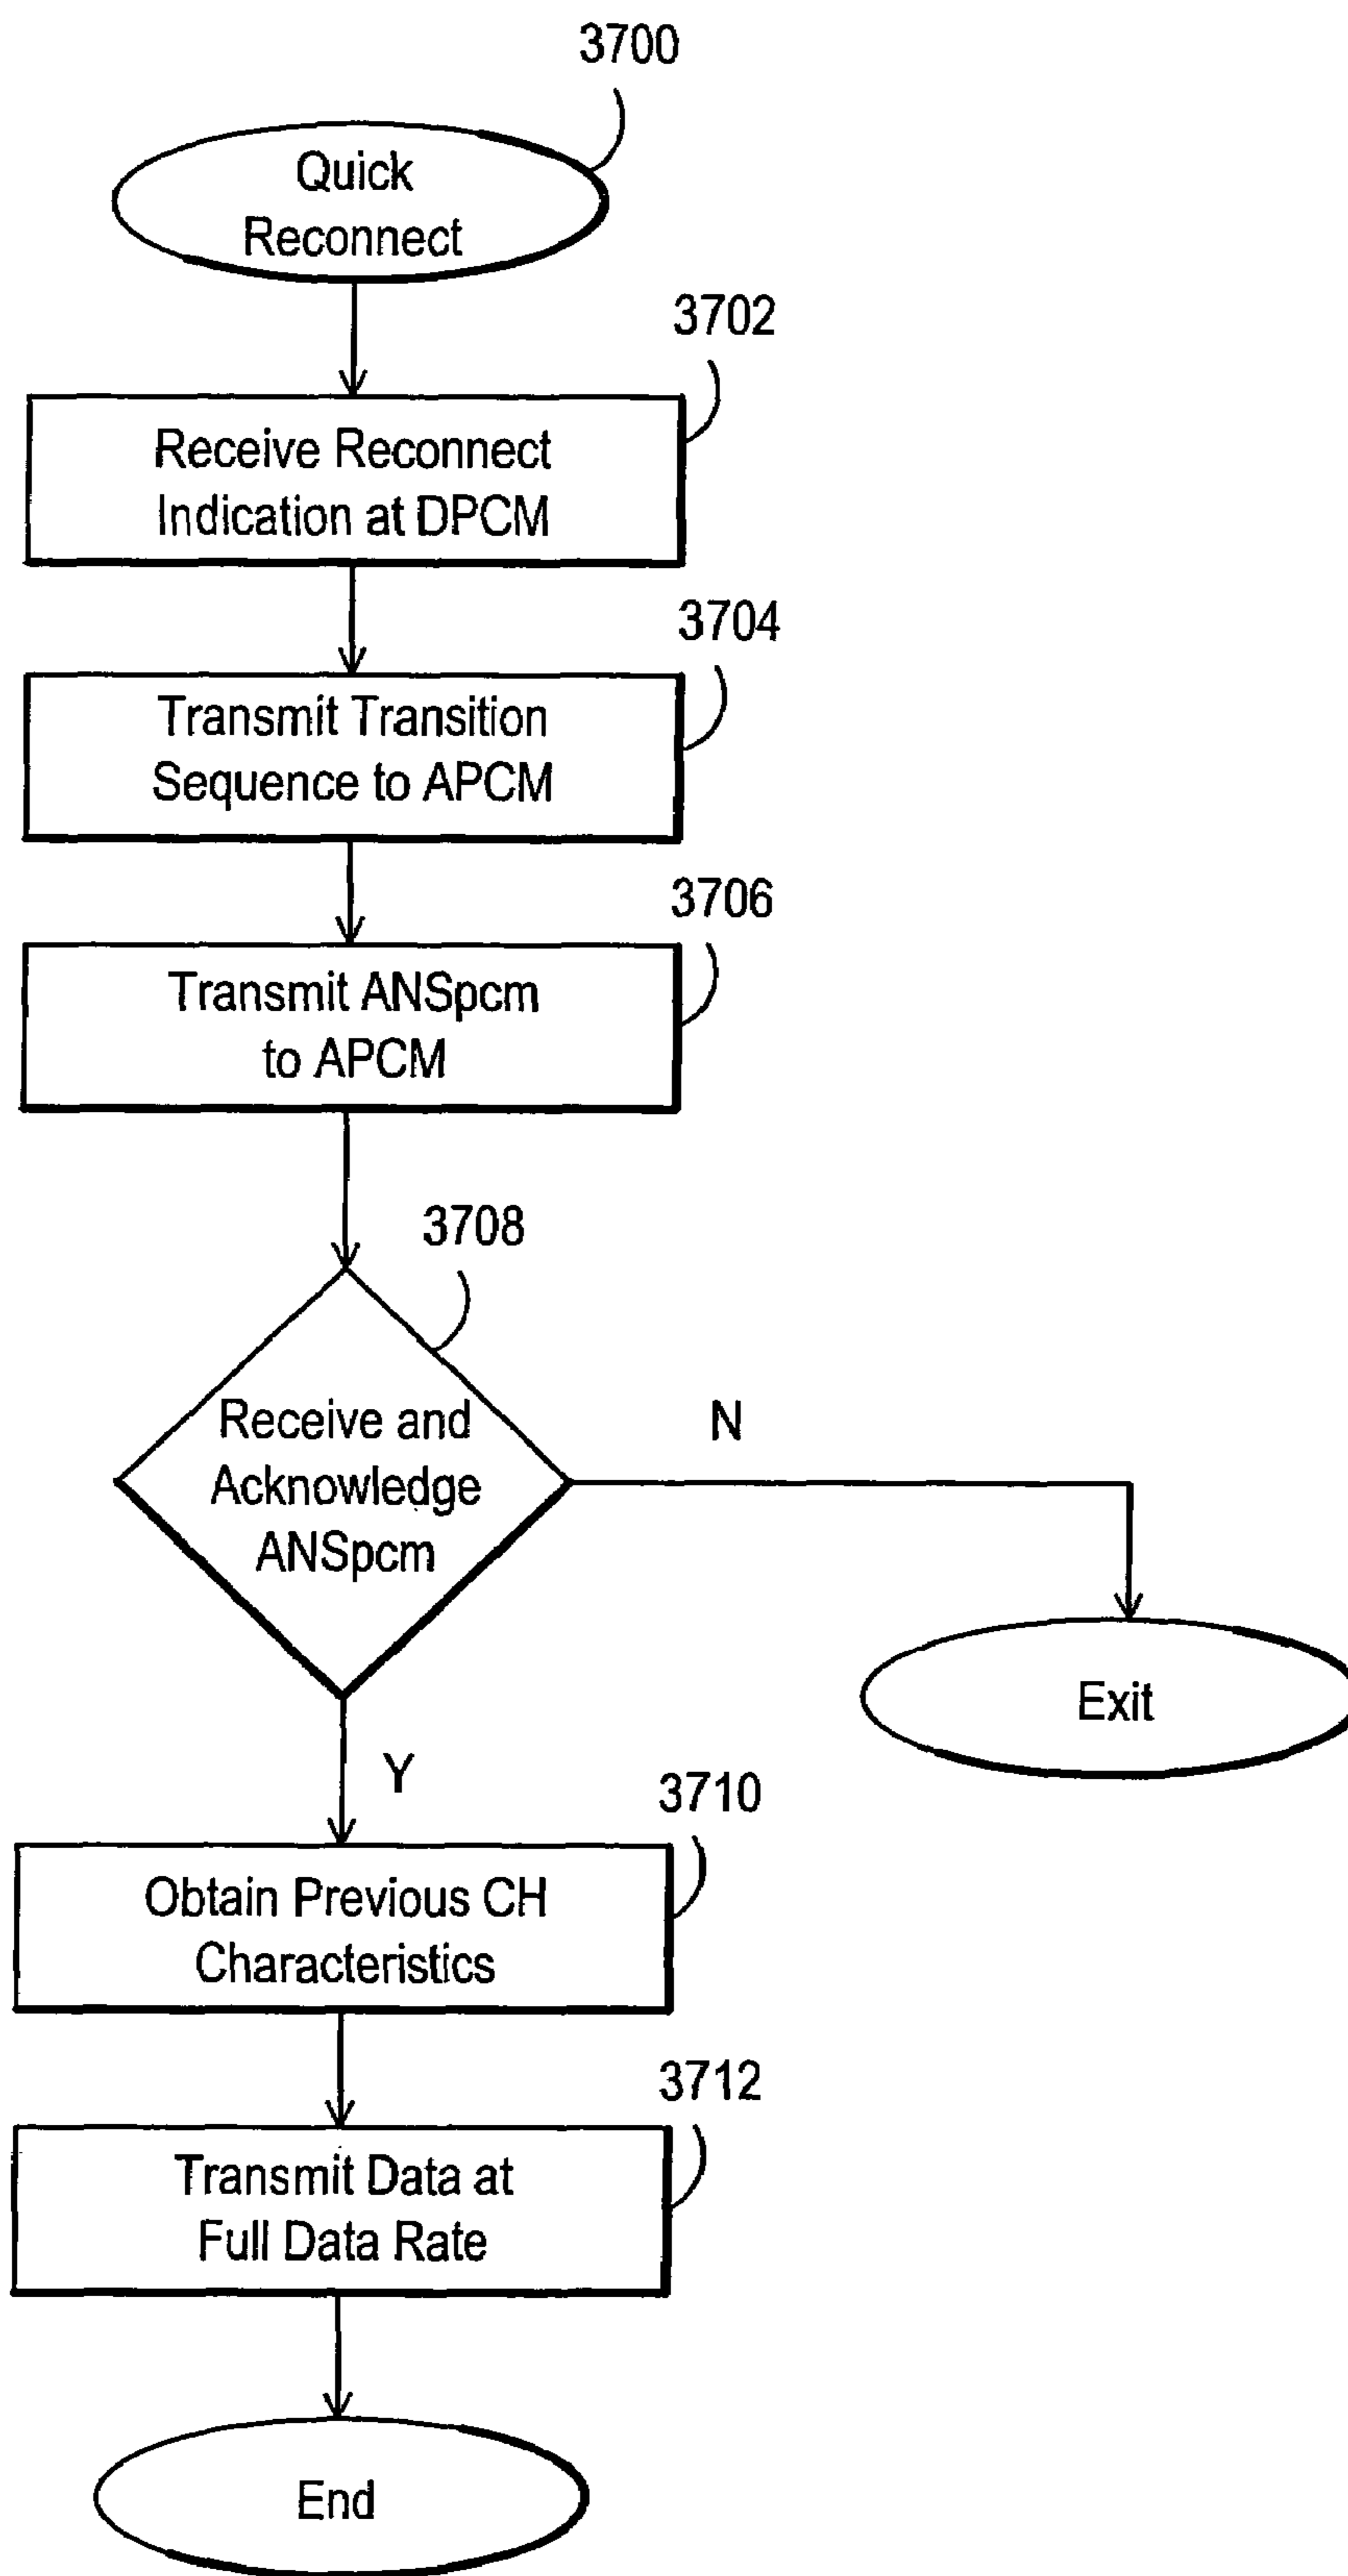 3700
Quick
Reconnect
3702
Receive Reconnect
Indication at DPCM
3704
Transmit Transition
Sequence to APCM
3706
Transmit ANSpcm
to APCM
3708
Receive and
Acknowledge
ANSpcm
N
Exit
Y
3710
Obtain Previous CH
Characteristics
3712
Transmit Data at
Full Data Rate
End